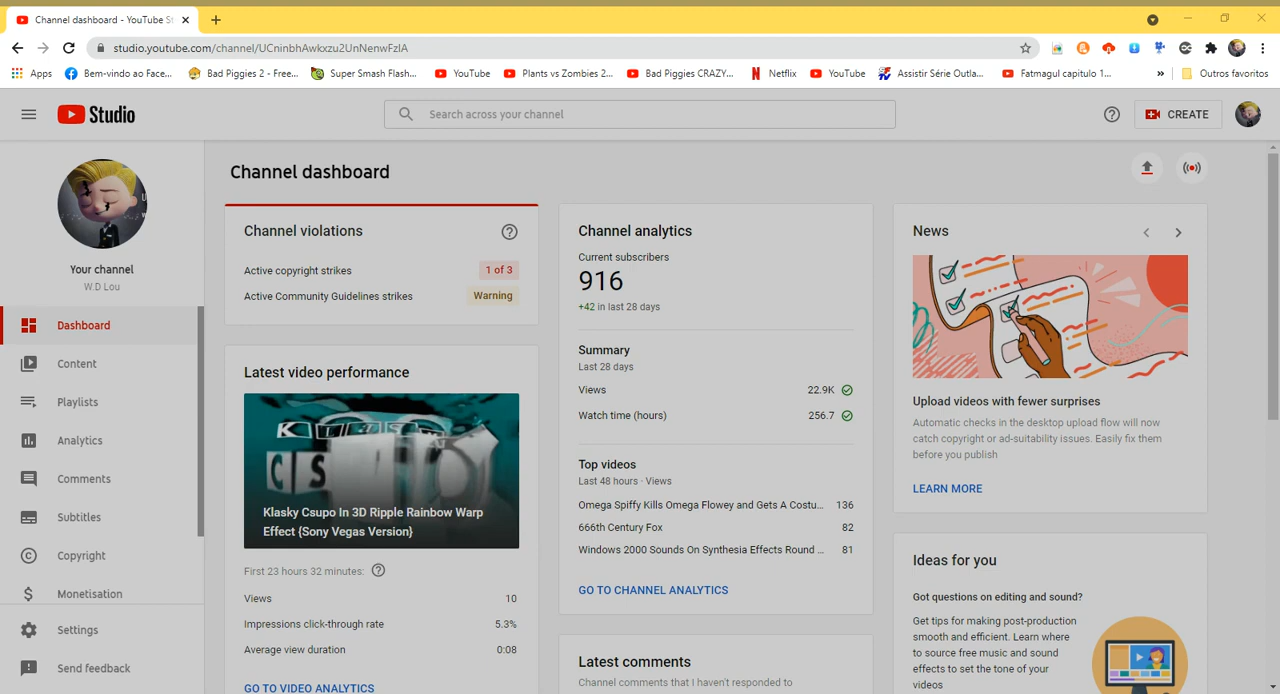 Channel dashboard - YouTube St
studio.youtube.com/channel/UCninbhAwkxzu2UnNenwFzIA
Apps
Bem-vindo ao Face...
Bad Piggies 2 - Free...
Super Smash Flash...
YouTube
Plants vs Zombies 2...
Bad Piggies CRAZY...
Netflix
YouTube
Assistir Série Outla...
Fatmagul capitulo 1...
»
Outros favoritos
Studio
Search across your channel
CREATE
Your channel
W.D Lou
Dashboard
Content
Playlists
Analytics
Comments
Subtitles
Copyright
Monetisation
Settings
Send feedback
Channel dashboard
Channel violations
Active copyright strikes 1 of 3
Active Community Guidelines strikes Warning
Latest video performance
KLASKY
CS
Klasky Csupo In 3D Ripple Rainbow Warp
Effect {Sony Vegas Version}
First 23 hours 32 minutes:
Views 10
Impressions click-through rate 5.3%
Average view duration 0:08
GO TO VIDEO ANALYTICS
Channel analytics
Current subscribers
916
+42 in last 28 days
Summary
Last 28 days
Views 22.9K
Watch time (hours) 256.7
Top videos
Last 48 hours · Views
Omega Spiffy Kills Omega Flowey and Gets A Costu... 136
666th Century Fox 82
Windows 2000 Sounds On Synthesia Effects Round ... 81
GO TO CHANNEL ANALYTICS
Latest comments
Channel comments that I haven't responded to
News
Upload videos with fewer surprises
Automatic checks in the desktop upload flow will now
catch copyright or ad-suitability issues. Easily fix them
before you publish
LEARN MORE
Ideas for you
Got questions on editing and sound?
Get tips for making post-production
smooth and efficient. Learn where
to source free music and sound
effects to set the tone of your
videos